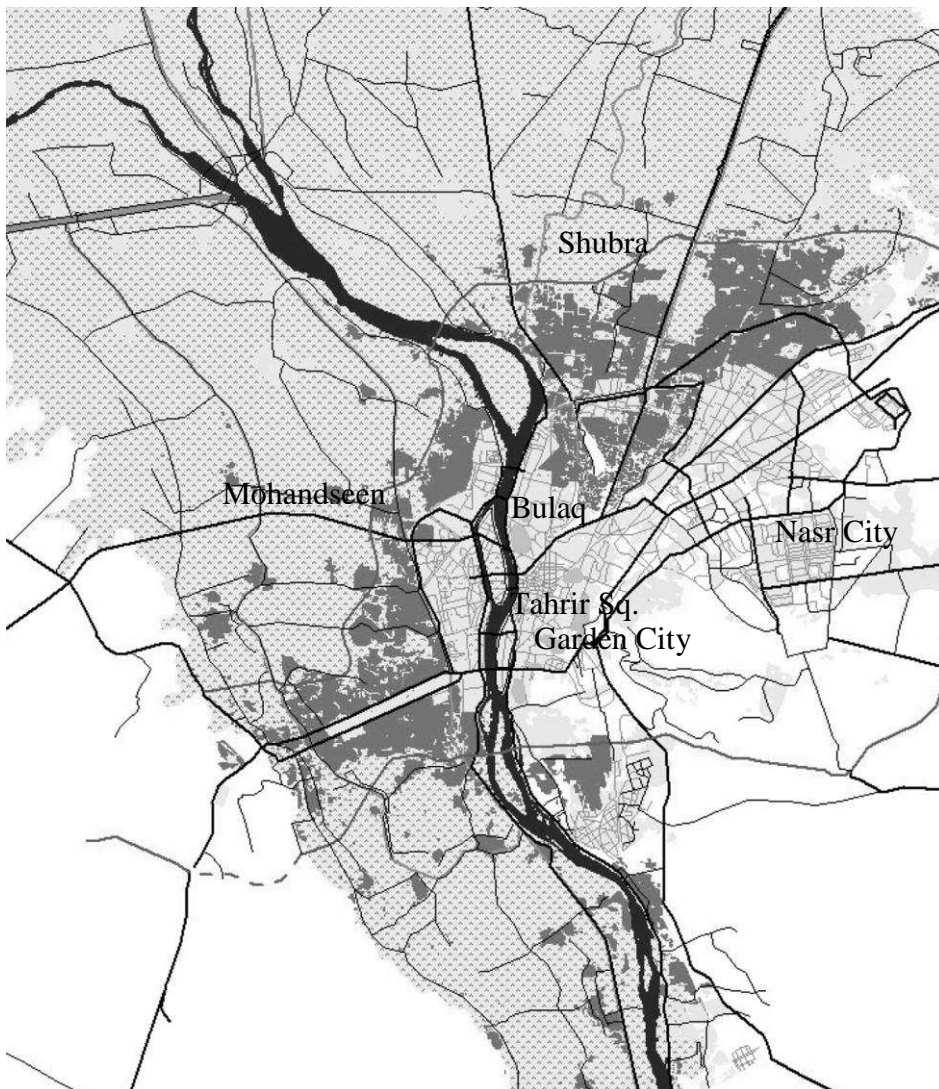 Shubra
Mohandseen
Bulaq
Nasr City
Tahrir Sq.
Garden City